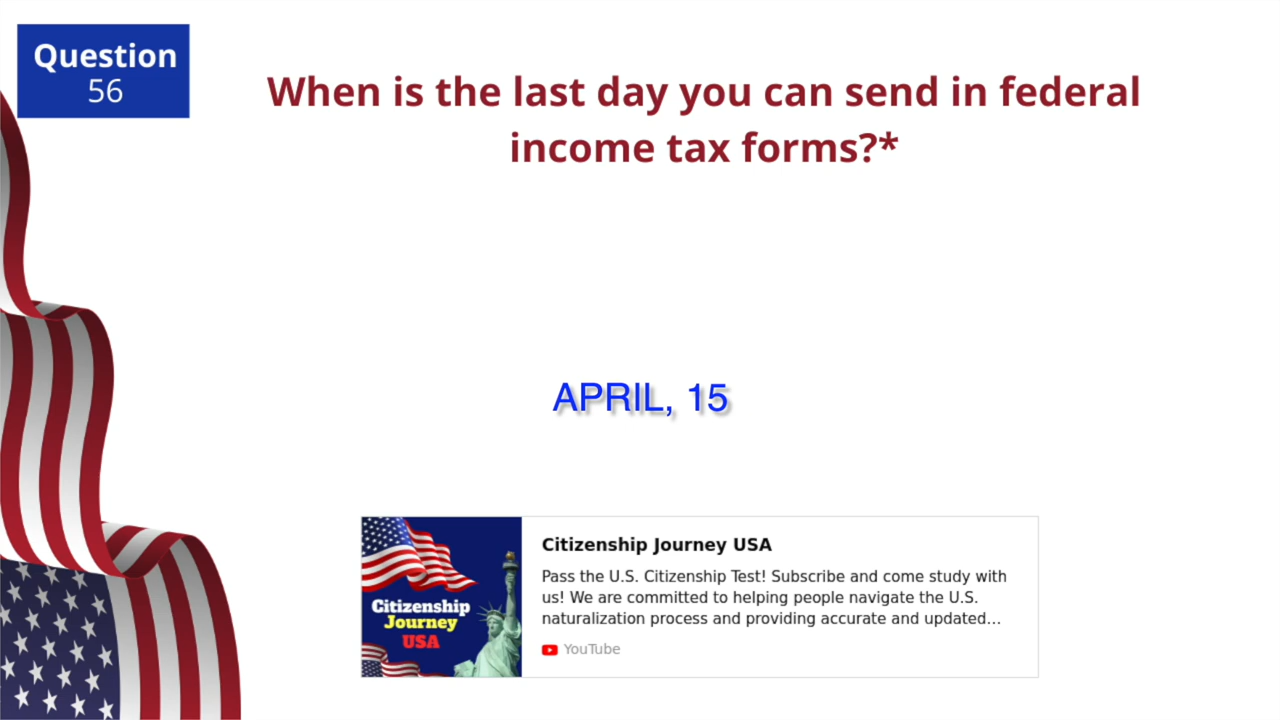 Question
56
When is the last day you can send in federal
income tax forms?*
APRIL, 15
Citizenship
Journey
USA
Citizenship Journey USA
Pass the U.S. Citizenship Test! Subscribe and come study with
us! We are committed to helping people navigate the U.S.
naturalization process and providing accurate and updated...
YouTube